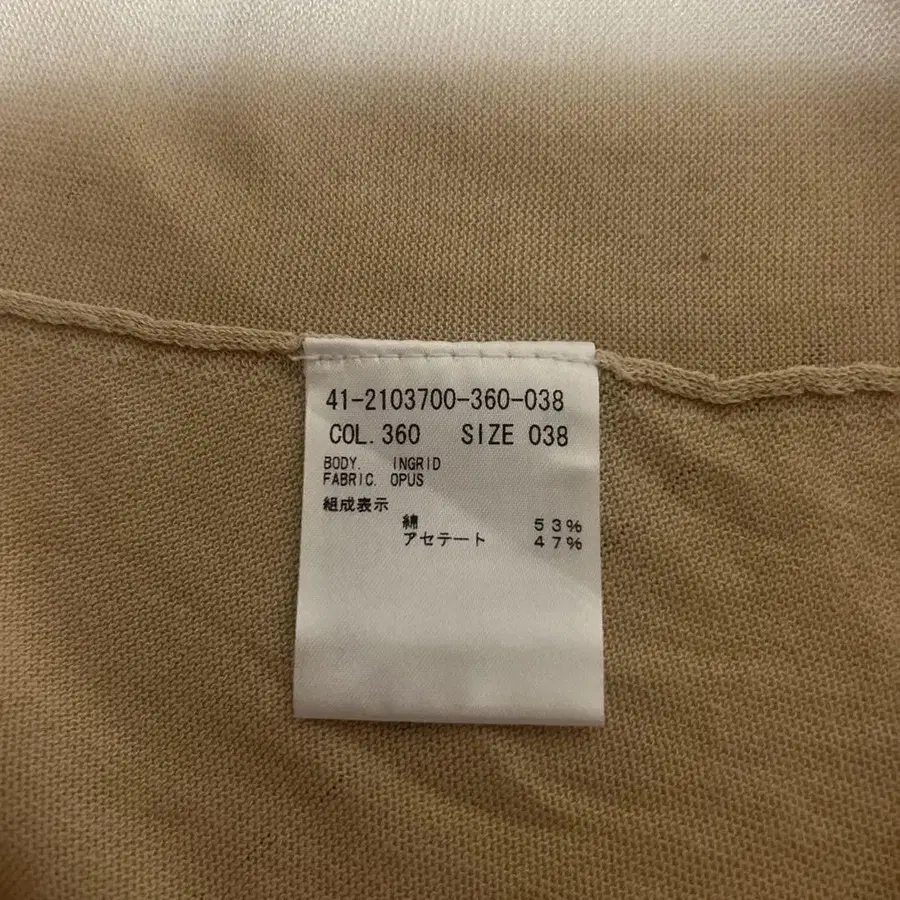 41-2103700-360-038
COL. 360 SIZE 038
BODY. INGRID
FABRIC. OPUS
組成表示
綿 53%
アセテート 47%